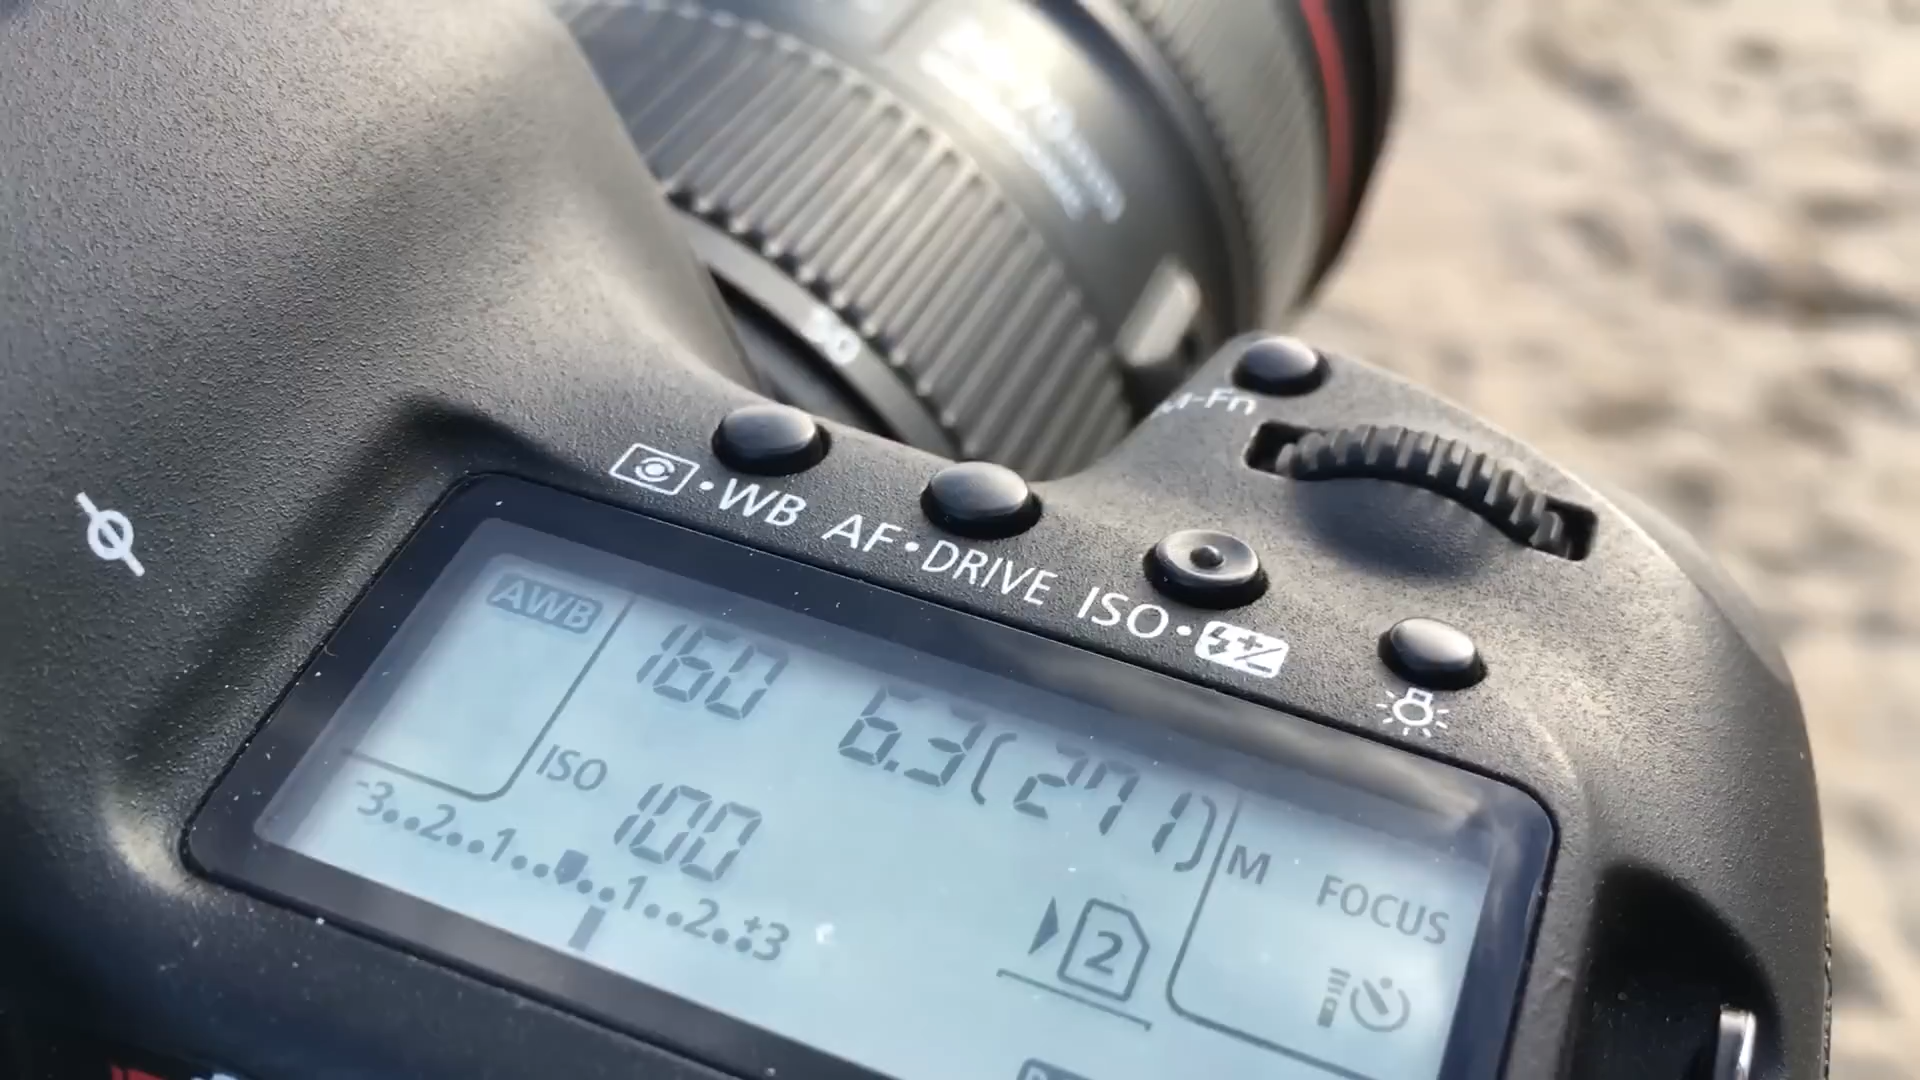 M-Fn
WB AF•DRIVE ISO•
AWB
160 6.3 (271)
ISO 100
-3..2..1..▾..1..2..+3
2
M FOCUS